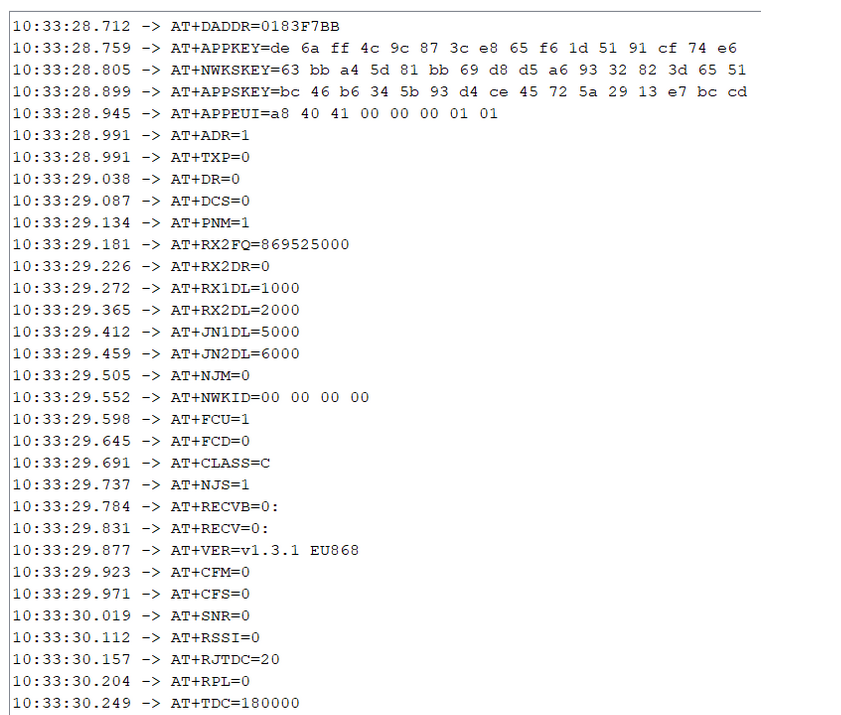 10:33:28.712 -> AT+DADDR=0183F7BB
10:33:28.759 -> AT+APPKEY=de 6a ff 4c 9c 87 3c e8 65 f6 1d 51 91 cf 74 e6
10:33:28.805 -> AT+NWKSKEY=63 bb a4 5d 81 bb 69 d8 d5 a6 93 32 82 3d 65 51
10:33:28.899 -> AT+APPSKEY=bc 46 b6 34 5b 93 d4 ce 45 72 5a 29 13 e7 bc cd
10:33:28.945 -> AT+APPEUI=a8 40 41 00 00 00 01 01
10:33:28.991 -> AT+ADR=1
10:33:28.991 -> AT+TXP=0
10:33:29.038 -> AT+DR=0
10:33:29.087 -> AT+DCS=0
10:33:29.134 -> AT+PNM=1
10:33:29.181 -> AT+RX2FQ=869525000
10:33:29.226 -> AT+RX2DR=0
10:33:29.272 -> AT+RX1DL=1000
10:33:29.365 -> AT+RX2DL=2000
10:33:29.412 -> AT+JN1DL=5000
10:33:29.459 -> AT+JN2DL=6000
10:33:29.505 -> AT+NJM=0
10:33:29.552 -> AT+NWKID=00 00 00 00
10:33:29.598 -> AT+FCU=1
10:33:29.645 -> AT+FCD=0
10:33:29.691 -> AT+CLASS=C
10:33:29.737 -> AT+NJS=1
10:33:29.784 -> AT+RECVB=0:
10:33:29.831 -> AT+RECV=0:
10:33:29.877 -> AT+VER=v1.3.1 EU868
10:33:29.923 -> AT+CFM=0
10:33:29.971 -> AT+CFS=0
10:33:30.019 -> AT+SNR=0
10:33:30.112 -> AT+RSSI=0
10:33:30.157 -> AT+RJTDC=20
10:33:30.204 -> AT+RPL=0
10:33:30.249 -> AT+TDC=180000